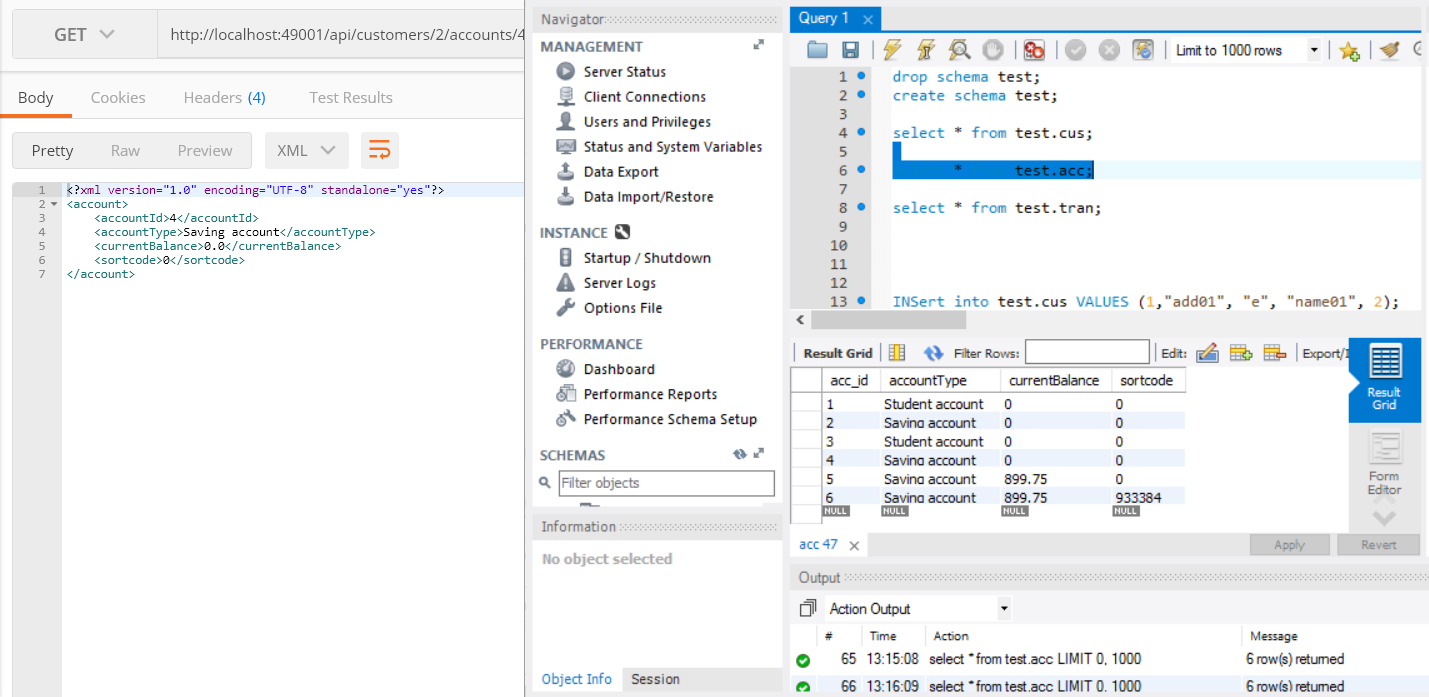 GET
http://localhost:49001/api/customers/2/accounts/4
Body
Cookies
Headers (4)
Test Results
Pretty
Raw
Preview
XML
1 <?xml version="1.0" encoding="UTF-8" standalone="yes"?>
2 <account>
3 <accountId>4</accountId>
4 <accountType>Saving account</accountType>
5 <currentBalance>0.0</currentBalance>
6 <sortcode>0</sortcode>
7 </account>
Navigator
MANAGEMENT
Server Status
Client Connections
Users and Privileges
Status and System Variables
Data Export
Data Import/Restore
INSTANCE
Startup / Shutdown
Server Logs
Options File
PERFORMANCE
Dashboard
Performance Reports
Performance Schema Setup
SCHEMAS
Filter objects
Information
No object selected
Object Info
Session
Query 1
Limit to 1000 rows
1 drop schema test;
2 create schema test;
3
4 select * from test.cus;
5
6 * test.acc;
7
8 select * from test.tran;
9
10
11
12
13 INSert into test.cus VALUES (1,"add01", "e", "name01", 2);
Result Grid
Filter Rows:
Edit:
Export/I
acc_id accountType currentBalance sortcode
1 Student account 0 0
2 Saving account 0 0
3 Student account 0 0
4 Saving account 0 0
5 Saving account 899.75 0
6 Saving account 899.75 933384
NULL NULL NULL NULL
Result Grid
Form Editor
acc 47
Apply
Revert
Output
Action Output
# Time Action Message
65 13:15:08 select * from test.acc LIMIT 0, 1000 6 row(s) returned
66 13:16:09 select * from test.acc LIMIT 0, 1000 6 row(s) returned